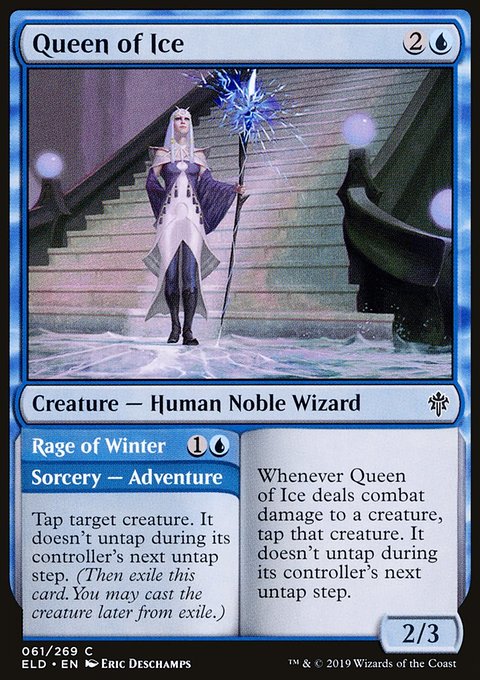 Queen of Ice 2
Creature — Human Noble Wizard
Rage of Winter 1
Sorcery — Adventure
Tap target creature. It
doesn't untap during its
controller's next untap
step. (Then exile this
card. You may cast the
creature later from exile.)
Whenever Queen
of Ice deals combat
damage to a creature,
tap that creature. It
doesn't untap during
its controller's next
untap step.
2/3
061/269 C
ELD • EN Eric Deschamps
™ & © 2019 Wizards of the Coast